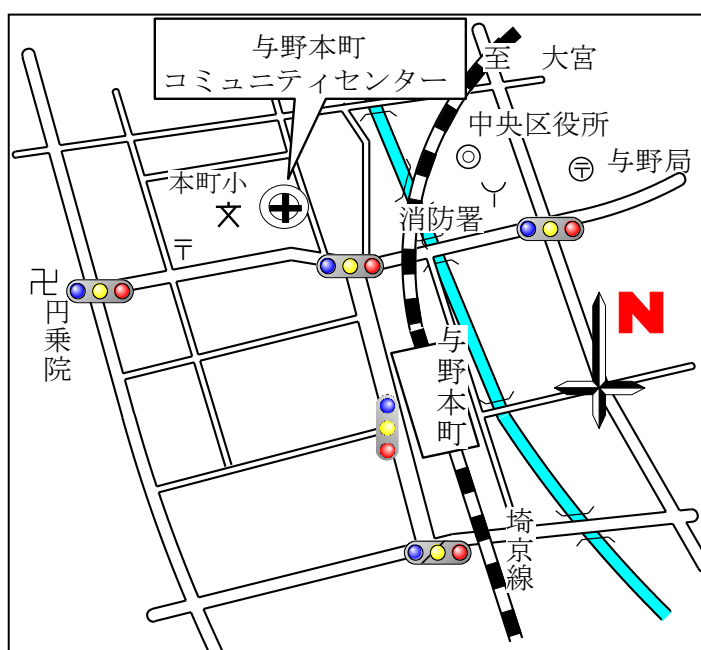 与野本町
コミュニティセンター
至 大宮
中央区役所
与野局
本町小
文
消防署
〒
〒
卍
円乗院
N
与野本町
埼京線